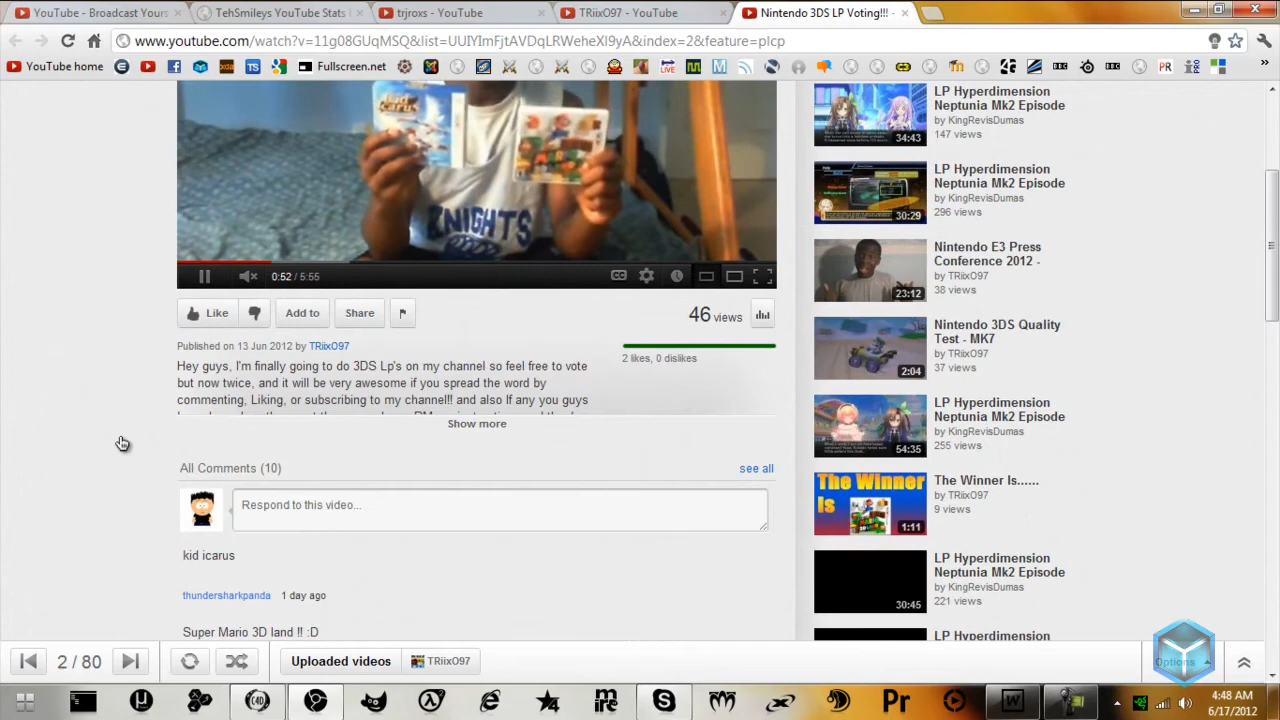 YouTube - Broadcast Yours
TehSmileys YouTube Stats
trjroxs - YouTube
TRiixO97 - YouTube
Nintendo 3DS LP Voting!!! -
www.youtube.com/watch?v=11g08GUqMSQ&list=UUIYImFjtAVDqLRWeheXl9yA&index=2&feature=plcp
YouTube home
Fullscreen.net
KNIGHTS
0:52 / 5:55
CC
Like
Add to
Share
46 views
Published on 13 Jun 2012 by TRiixO97
2 likes, 0 dislikes
Hey guys, I'm finally going to do 3DS Lp's on my channel so feel free to vote
but now twice, and it will be very awesome if you spread the word by
commenting, Liking, or subscribing to my channel!! and also If any you guys
Show more
All Comments (10)
see all
Respond to this video...
kid icarus
thundersharkpanda 1 day ago
Super Mario 3D land !! :D
LP Hyperdimension
Neptunia Mk2 Episode
by KingRevisDumas
147 views
34:43
LP Hyperdimension
Neptunia Mk2 Episode
by KingRevisDumas
296 views
30:29
Nintendo E3 Press
Conference 2012 -
by TRiixO97
38 views
23:12
Nintendo 3DS Quality
Test - MK7
by TRiixO97
37 views
2:04
LP Hyperdimension
Neptunia Mk2 Episode
by KingRevisDumas
255 views
54:35
The Winner Is......
by TRiixO97
9 views
The Winner
Is
1:11
LP Hyperdimension
Neptunia Mk2 Episode
by KingRevisDumas
221 views
30:45
LP Hyperdimension
2 / 80
Uploaded videos
TRiixO97
Options
Pr
4:48 AM
6/17/2012